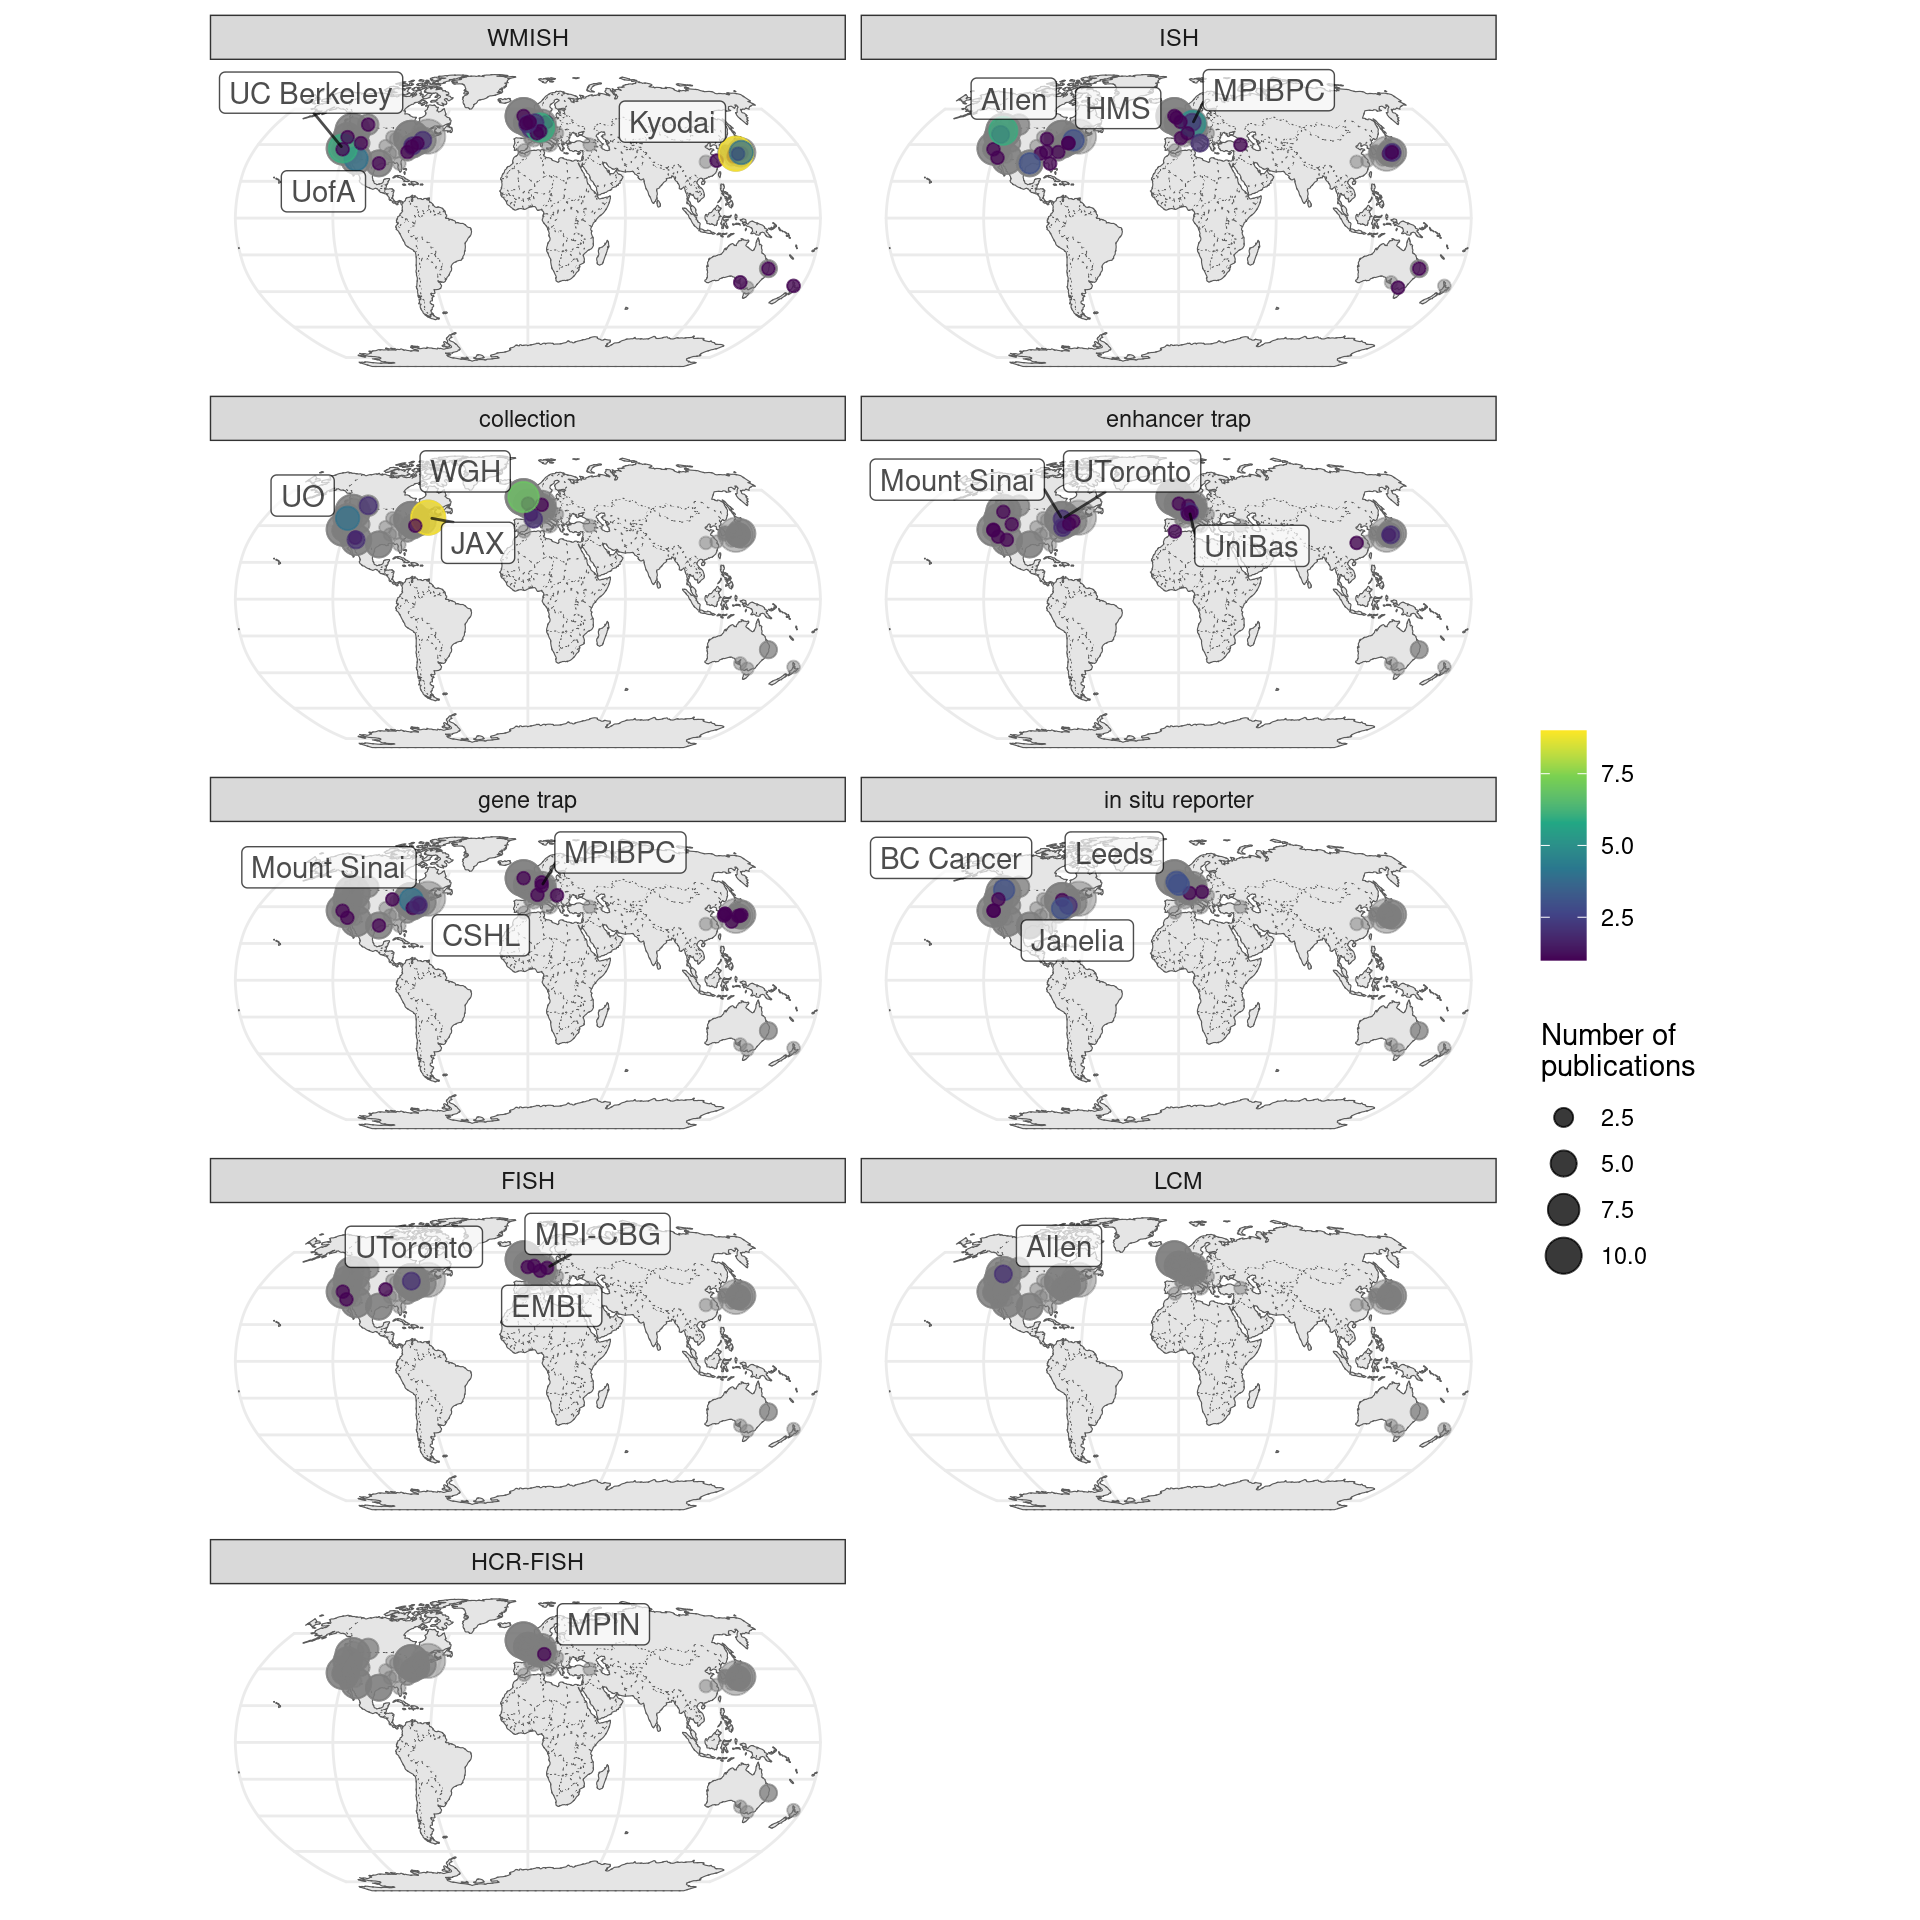 WMISH
ISH
UC Berkeley
Kyodai
UofA
Allen
HMS
MPIBPC
collection
enhancer trap
UO
WGH
JAX
Mount Sinai
UToronto
UniBas
gene trap
in situ reporter
Mount Sinai
MPIBPC
CSHL
BC Cancer
Leeds
Janelia
7.5
5.0
2.5
Number of
publications
2.5
5.0
7.5
10.0
FISH
LCM
UToronto
MPI-CBG
EMBL
Allen
HCR-FISH
MPIN